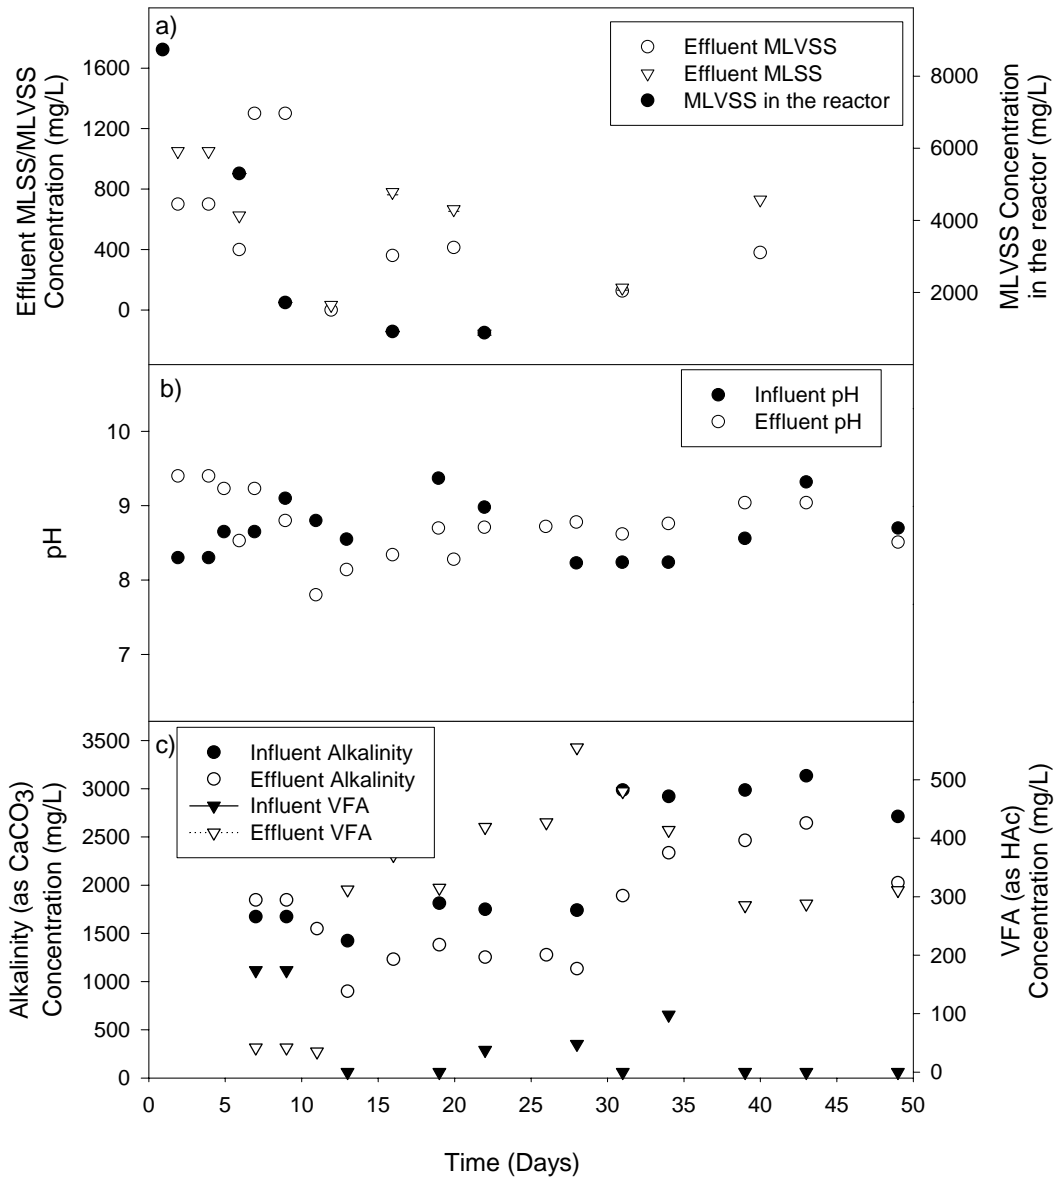 a)
Effluent MLVSS
Effluent MLSS
MLVSS in the reactor
1600
1200
800
400
0
Effluent MLSS/MLVSS
Concentration (mg/L)
8000
6000
4000
2000
MLVSS Concentration
in the reactor (mg/L)
b)
Influent pH
Effluent pH
10
9
8
7
pH
c)
Influent Alkalinity
Effluent Alkalinity
Influent VFA
Effluent VFA
3500
3000
2500
2000
1500
1000
500
0
Alkalinity (as CaCO3)
Concentration (mg/L)
500
400
300
200
100
0
VFA (as HAc)
Concentration (mg/L)
0 5 10 15 20 25 30 35 40 45 50
Time (Days)